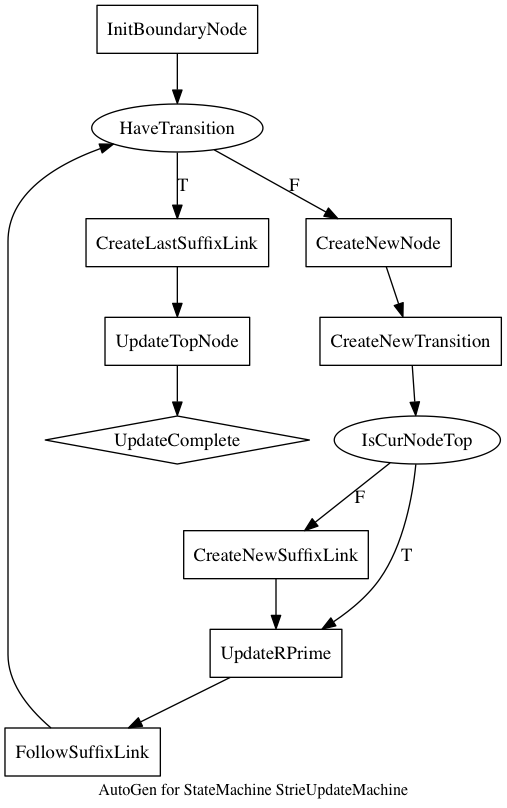 InitBoundaryNode
HaveTransition
T
F
CreateLastSuffixLink
CreateNewNode
UpdateTopNode
CreateNewTransition
UpdateComplete
IsCurNodeTop
F
T
CreateNewSuffixLink
UpdateRPrime
FollowSuffixLink
AutoGen for StateMachine StrieUpdateMachine